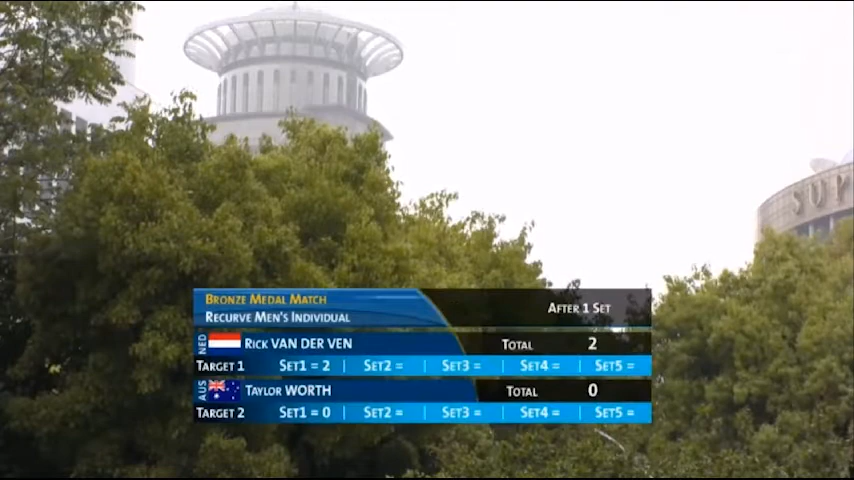 SUP
BRONZE MEDAL MATCH
RECURVE MEN'S INDIVIDUAL
AFTER 1 SET
NED RICK VAN DER VEN TOTAL 2
TARGET 1 SET1 = 2 | SET2 = | SET3 = | SET4 = | SET5 =
AUS TAYLOR WORTH TOTAL 0
TARGET 2 SET1 = 0 | SET2 = | SET3 = | SET4 = | SET5 =